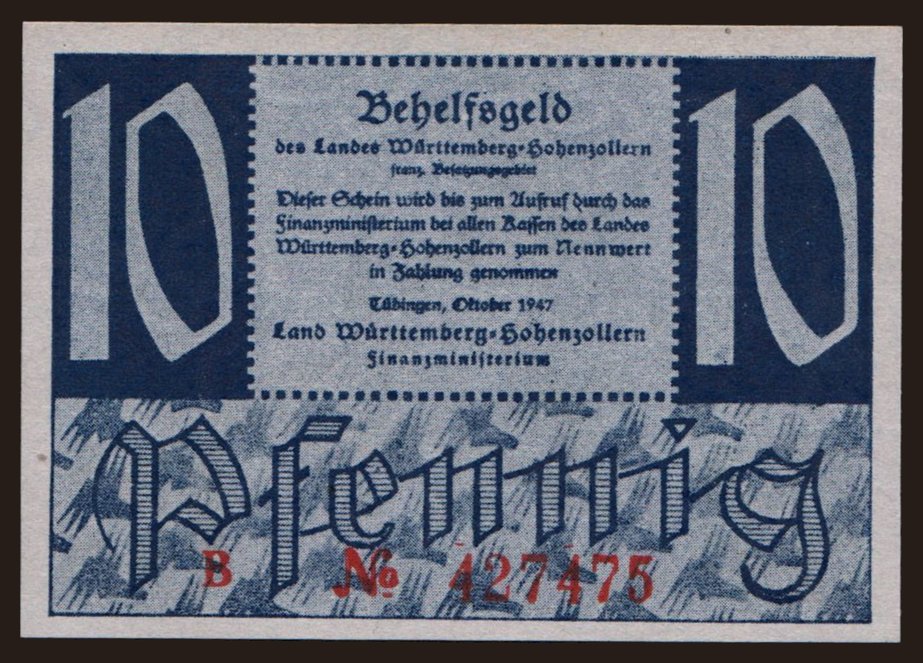 10
10
Behelfsgeld
des Landes Württemberg-Hohenzollern
franz. Besatzungsgebiet
Dieser Schein wird bis zum Aufruf durch das
Finanzministerium bei allen Kassen des Landes
Württemberg-Hohenzollern zum Nennwert
in Zahlung genommen
Tübingen, Oktober 1947
Land Württemberg-Hohenzollern
Finanzministerium
Pfennig
B № 427475